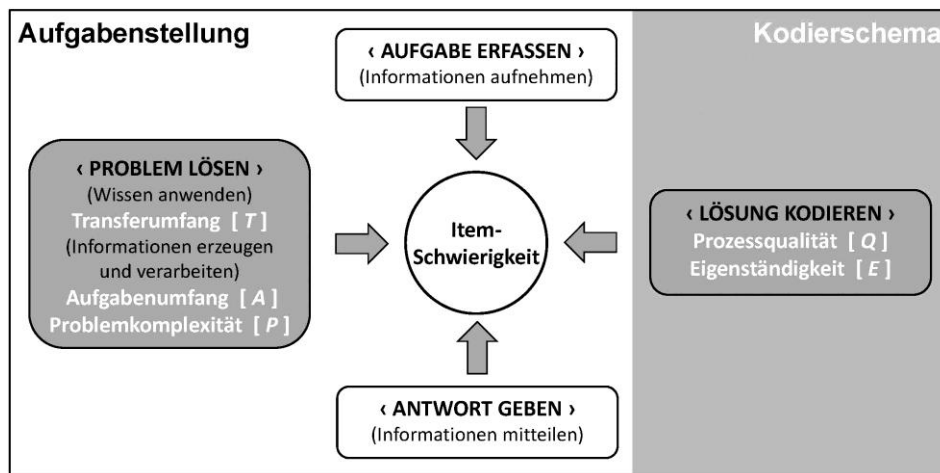 Aufgabenstellung
Kodierschema
‹ AUFGABE ERFASSEN ›
(Informationen aufnehmen)
‹ PROBLEM LÖSEN ›
(Wissen anwenden)
Transferumfang [ T ]
(Informationen erzeugen
und verarbeiten)
Aufgabenumfang [ A ]
Problemkomplexität [ P ]
Item-
Schwierigkeit
‹ LÖSUNG KODIEREN ›
Prozessqualität [ Q ]
Eigenständigkeit [ E ]
‹ ANTWORT GEBEN ›
(Informationen mitteilen)